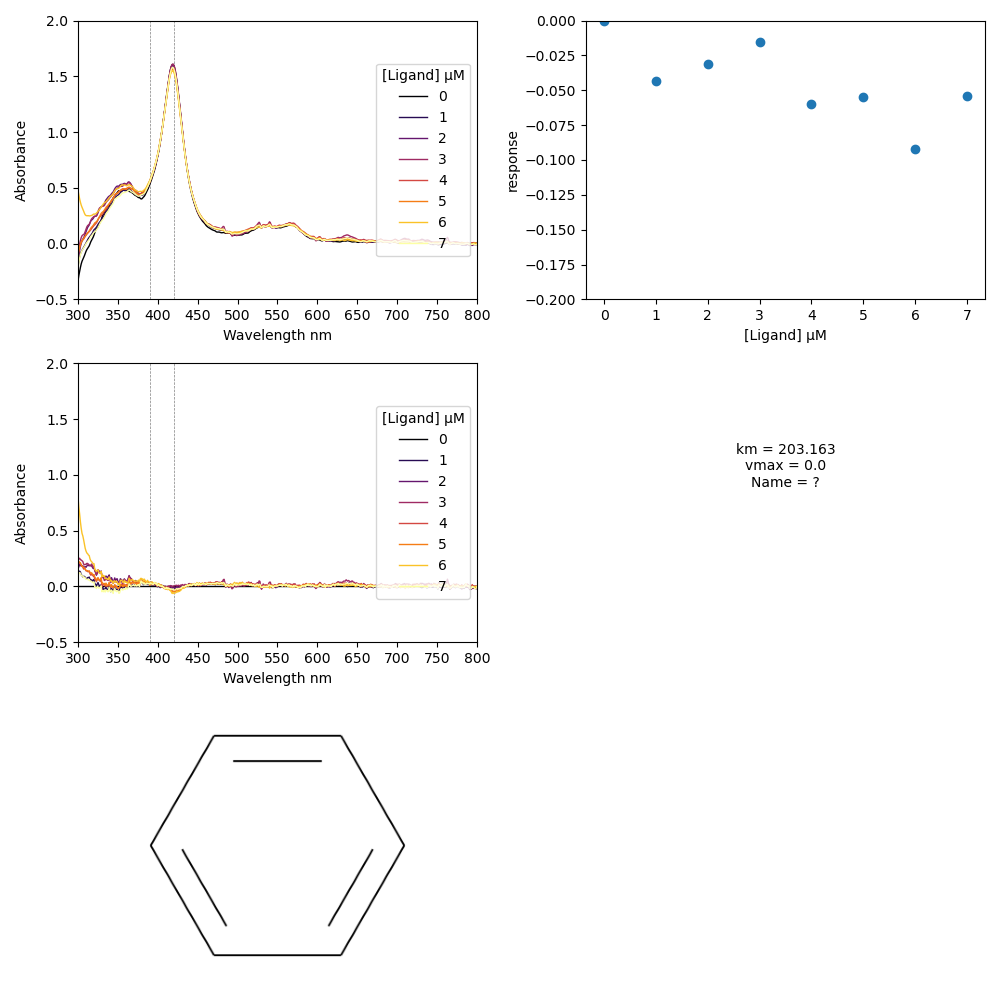 2.0
1.5
1.0
0.5
0.0
−0.5
Absorbance
300 350 400 450 500 550 600 650 700 750 800
Wavelength nm
[Ligand] µM
0
1
2
3
4
5
6
7
0.000
−0.025
−0.050
−0.075
−0.100
−0.125
−0.150
−0.175
−0.200
response
0 1 2 3 4 5 6 7
[Ligand] µM
2.0
1.5
1.0
0.5
0.0
−0.5
Absorbance
300 350 400 450 500 550 600 650 700 750 800
Wavelength nm
[Ligand] µM
0
1
2
3
4
5
6
7
km = 203.163
vmax = 0.0
Name = ?